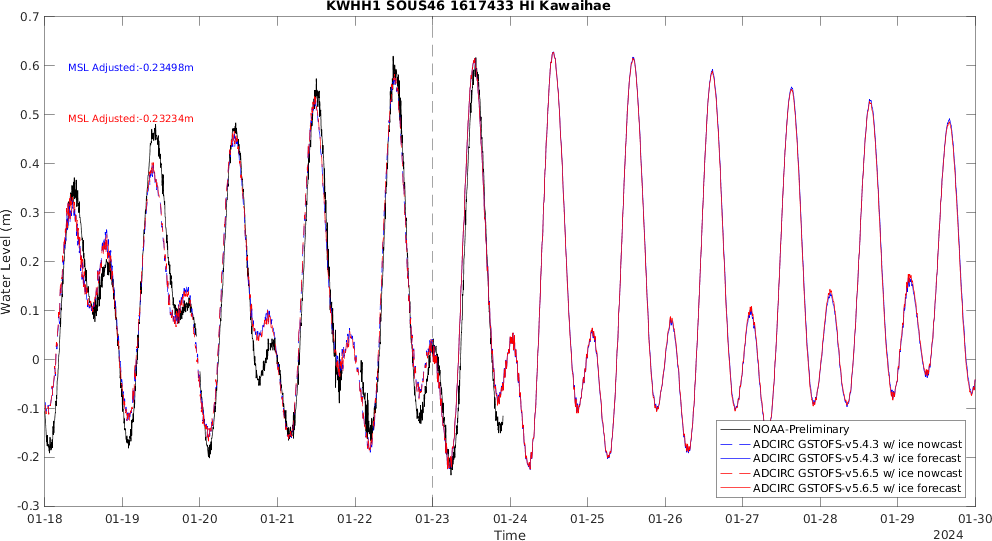 KWHH1 SOUS46 1617433 HI Kawaihae
0.7
0.6
0.5
0.4
0.3
0.2
0.1
0
-0.1
-0.2
-0.3
Water Level (m)
MSL Adjusted:-0.23498m
MSL Adjusted:-0.23234m
NOAA-Preliminary
ADCIRC GSTOFS-v5.4.3 w/ ice nowcast
ADCIRC GSTOFS-v5.4.3 w/ ice forecast
ADCIRC GSTOFS-v5.6.5 w/ ice nowcast
ADCIRC GSTOFS-v5.6.5 w/ ice forecast
01-18 01-19 01-20 01-21 01-22 01-23 01-24 01-25 01-26 01-27 01-28 01-29 01-30
Time
2024